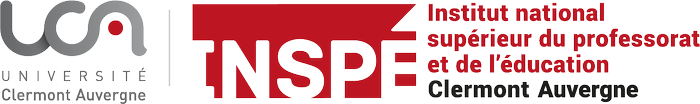 UCA
UNIVERSITÉ
Clermont Auvergne
INSPÉ
Institut national
supérieur du professorat
et de l'éducation
Clermont Auvergne